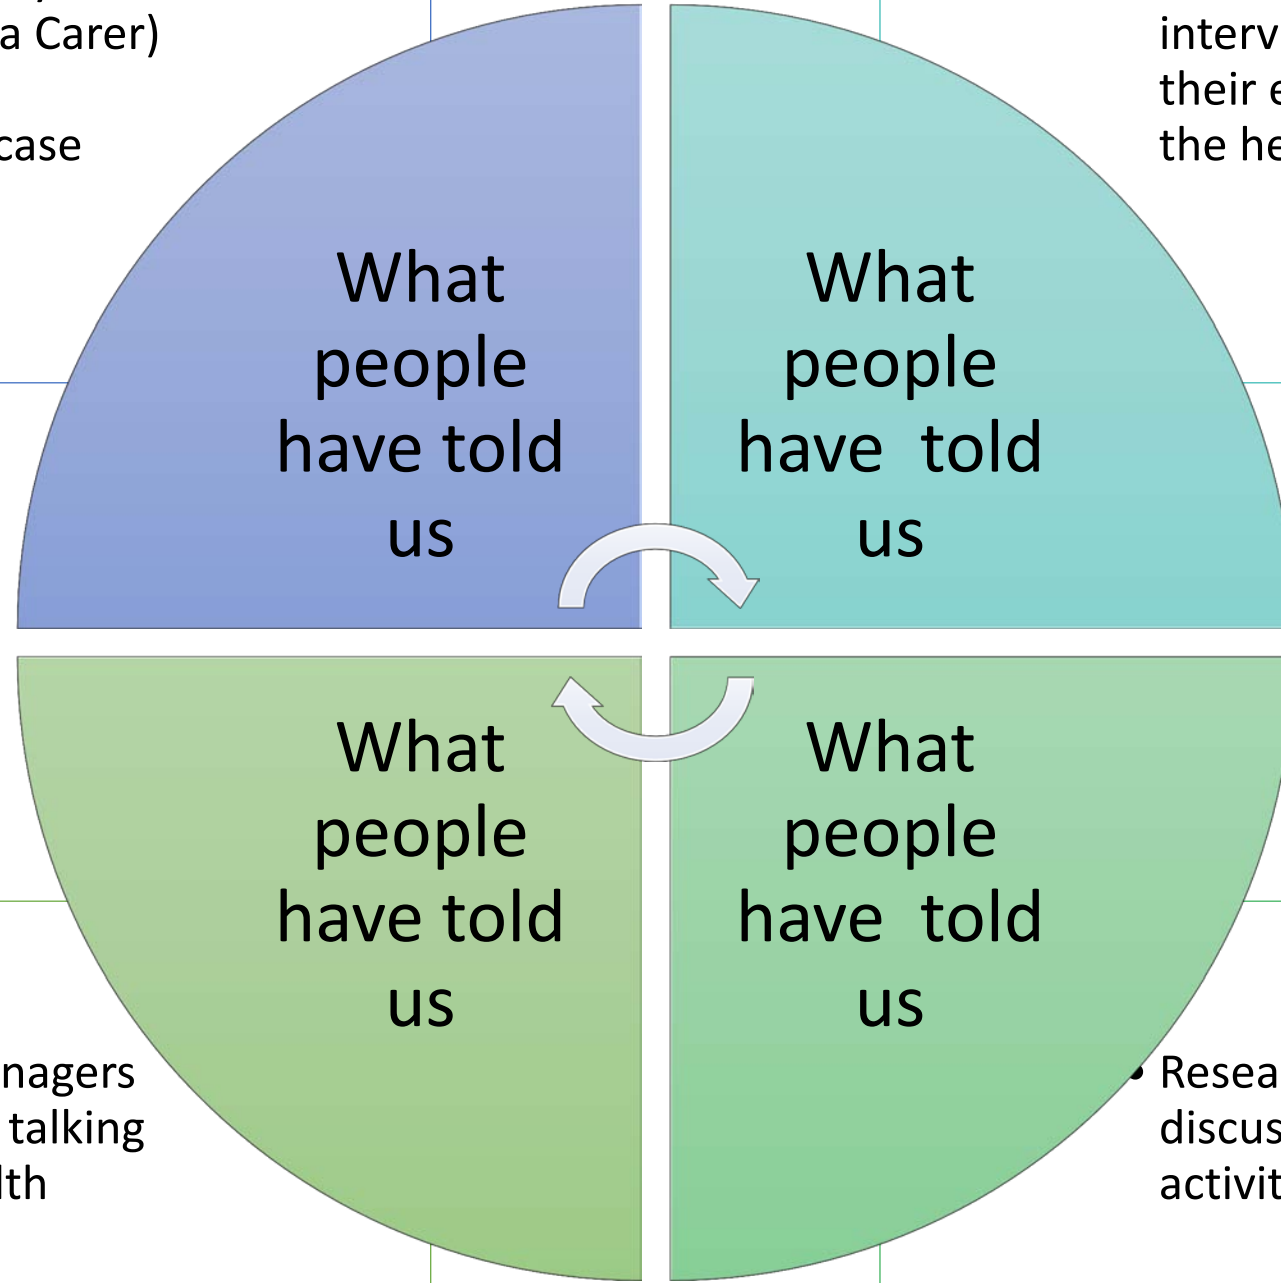 a Carer)
case
interv
their e
the he
What
people
have told
us
What
people
have  told
us
What
people
have told
us
What
people
have  told
us
nagers
talking
lth
• Resea
discus
activit